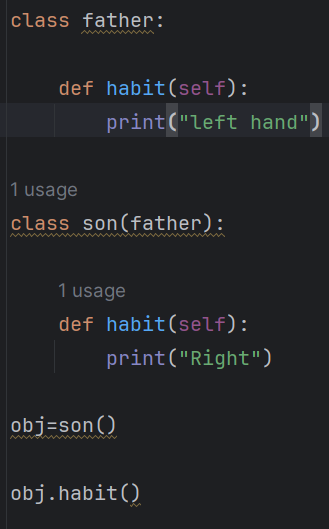 class father:
    def habit(self):
        print("left hand")
1 usage
class son(father):
    1 usage
    def habit(self):
        print("Right")
obj=son()
obj.habit()